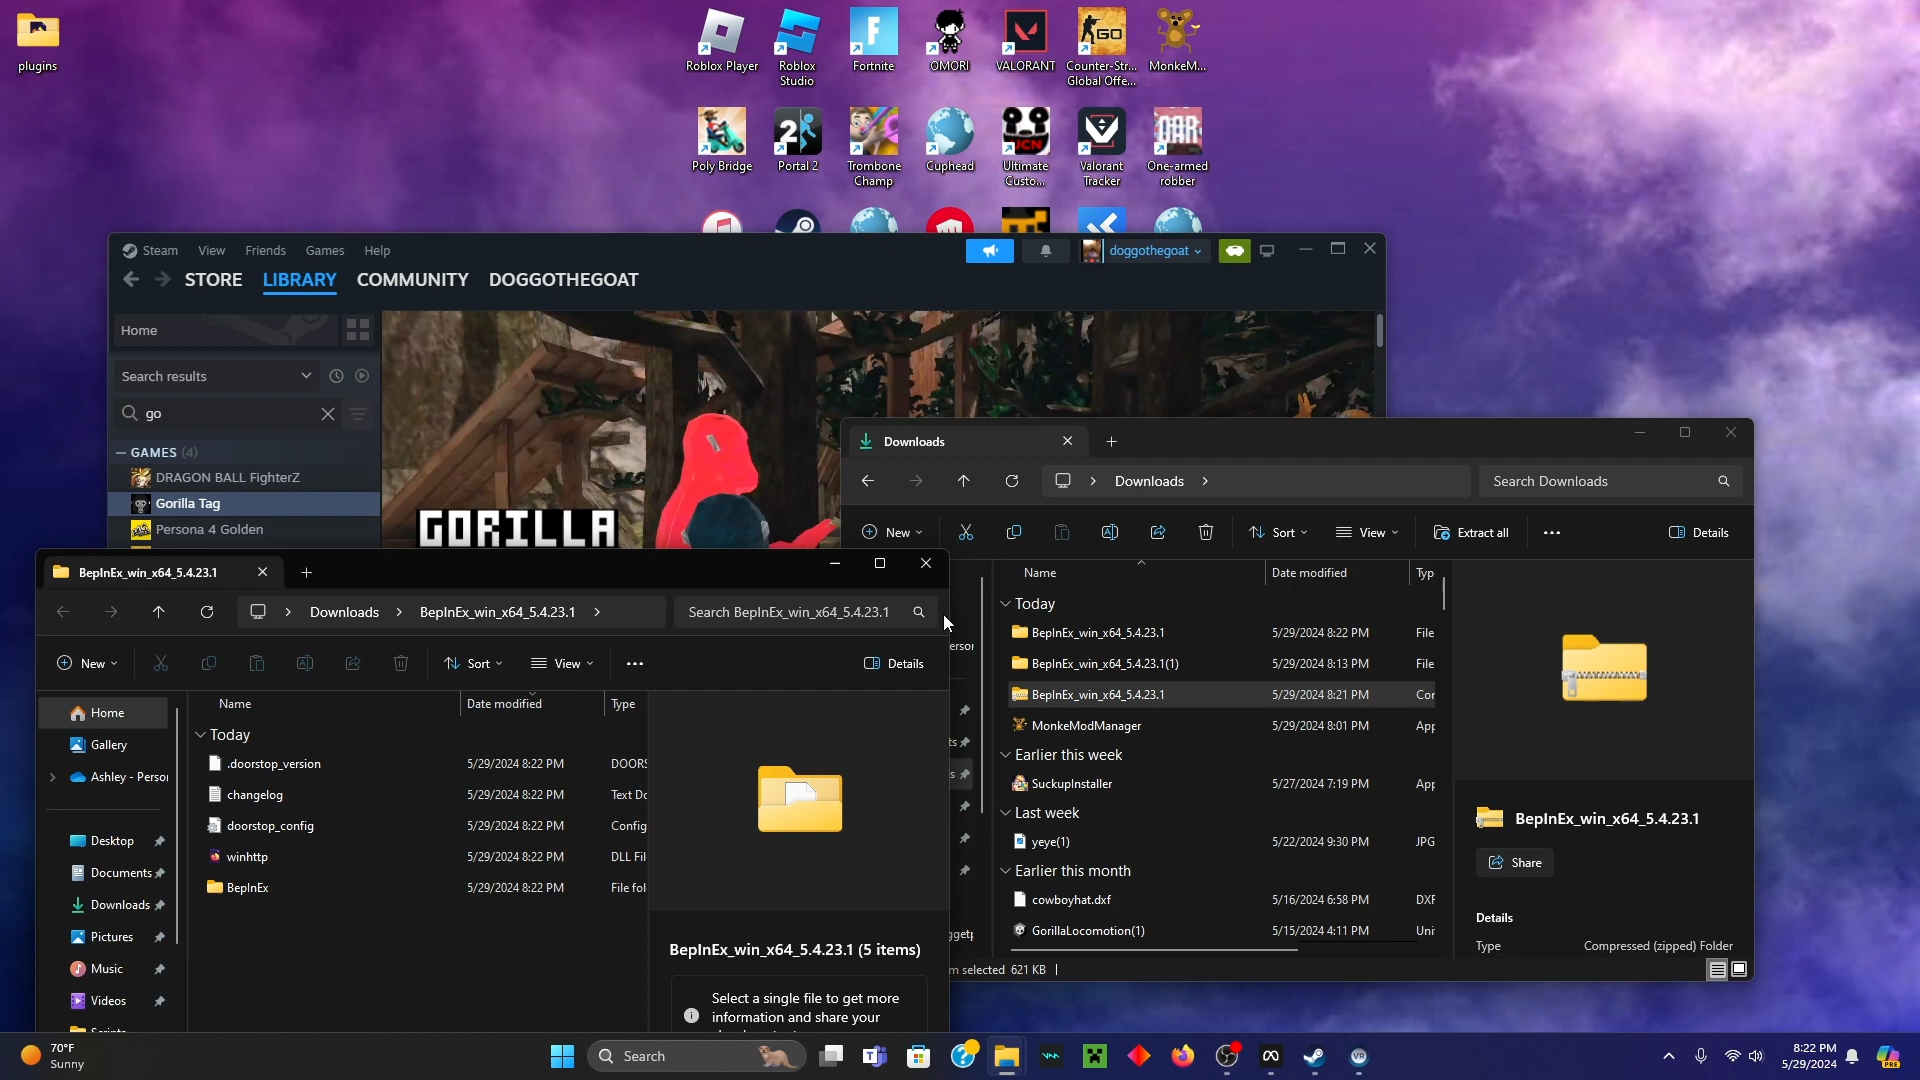 plugins
Roblox Player
Roblox
Studio
Fortnite
OMORI
VALORANT
Counter-Str...
Global Offe...
MonkeM...
Poly Bridge
Portal 2
Trombone
Champ
Cuphead
Ultimate
Custo...
Valorant
Tracker
One-armed
robber
Steam View Friends Games Help
doggothegoat
STORE LIBRARY COMMUNITY DOGGOTHEGOAT
Home
Search results
go
GAMES (4)
DRAGON BALL FighterZ
Gorilla Tag
Persona 4 Golden
GORILLA
Downloads
Downloads
Search Downloads
New
Sort
View
Extract all
Details
Name Date modified Typ
Today
BepInEx_win_x64_5.4.23.1 5/29/2024 8:22 PM File
BepInEx_win_x64_5.4.23.1(1) 5/29/2024 8:13 PM File
BepInEx_win_x64_5.4.23.1 5/29/2024 8:21 PM Cor
MonkeModManager 5/29/2024 8:01 PM App
Earlier this week
SuckupInstaller 5/27/2024 7:19 PM App
Last week
yeye(1) 5/22/2024 9:30 PM JPG
Earlier this month
cowboyhat.dxf 5/16/2024 6:58 PM DXF
GorillaLocomotion(1) 5/15/2024 4:11 PM Uni
m selected 621 KB
BepInEx_win_x64_5.4.23.1
Share
Details
Type Compressed (zipped) Folder
BepInEx_win_x64_5.4.23.1
Downloads BepInEx_win_x64_5.4.23.1
Search BepInEx_win_x64_5.4.23.1
New
Sort
View
Details
Home
Gallery
Ashley - Perso
Desktop
Documents
Downloads
Pictures
Music
Videos
Name Date modified Type
Today
.doorstop_version 5/29/2024 8:22 PM DOORS
changelog 5/29/2024 8:22 PM Text Do
doorstop_config 5/29/2024 8:22 PM Config
winhttp 5/29/2024 8:22 PM DLL Fil
BepInEx 5/29/2024 8:22 PM File fol
BepInEx_win_x64_5.4.23.1 (5 items)
Select a single file to get more
information and share your
70°F
Sunny
Search
8:22 PM
5/29/2024